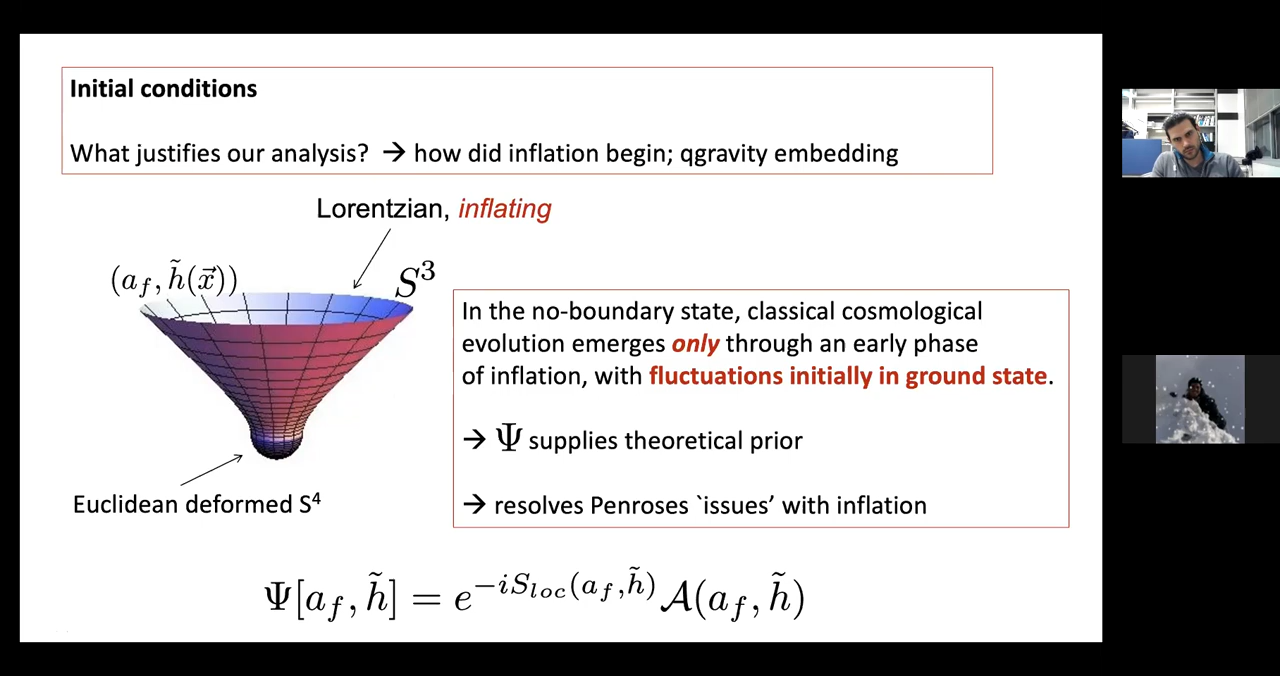 Initial conditions
What justifies our analysis? → how did inflation begin; qgravity embedding
Lorentzian, inflating
(a_f, h̃(x⃗))
S³
In the no-boundary state, classical cosmological
evolution emerges only through an early phase
of inflation, with fluctuations initially in ground state.
→ Ψ supplies theoretical prior
→ resolves Penroses `issues’ with inflation
Euclidean deformed S⁴
Ψ[a_f, h̃] = e^{−iS_{loc}(a_f,h̃)} 𝒜(a_f, h̃)